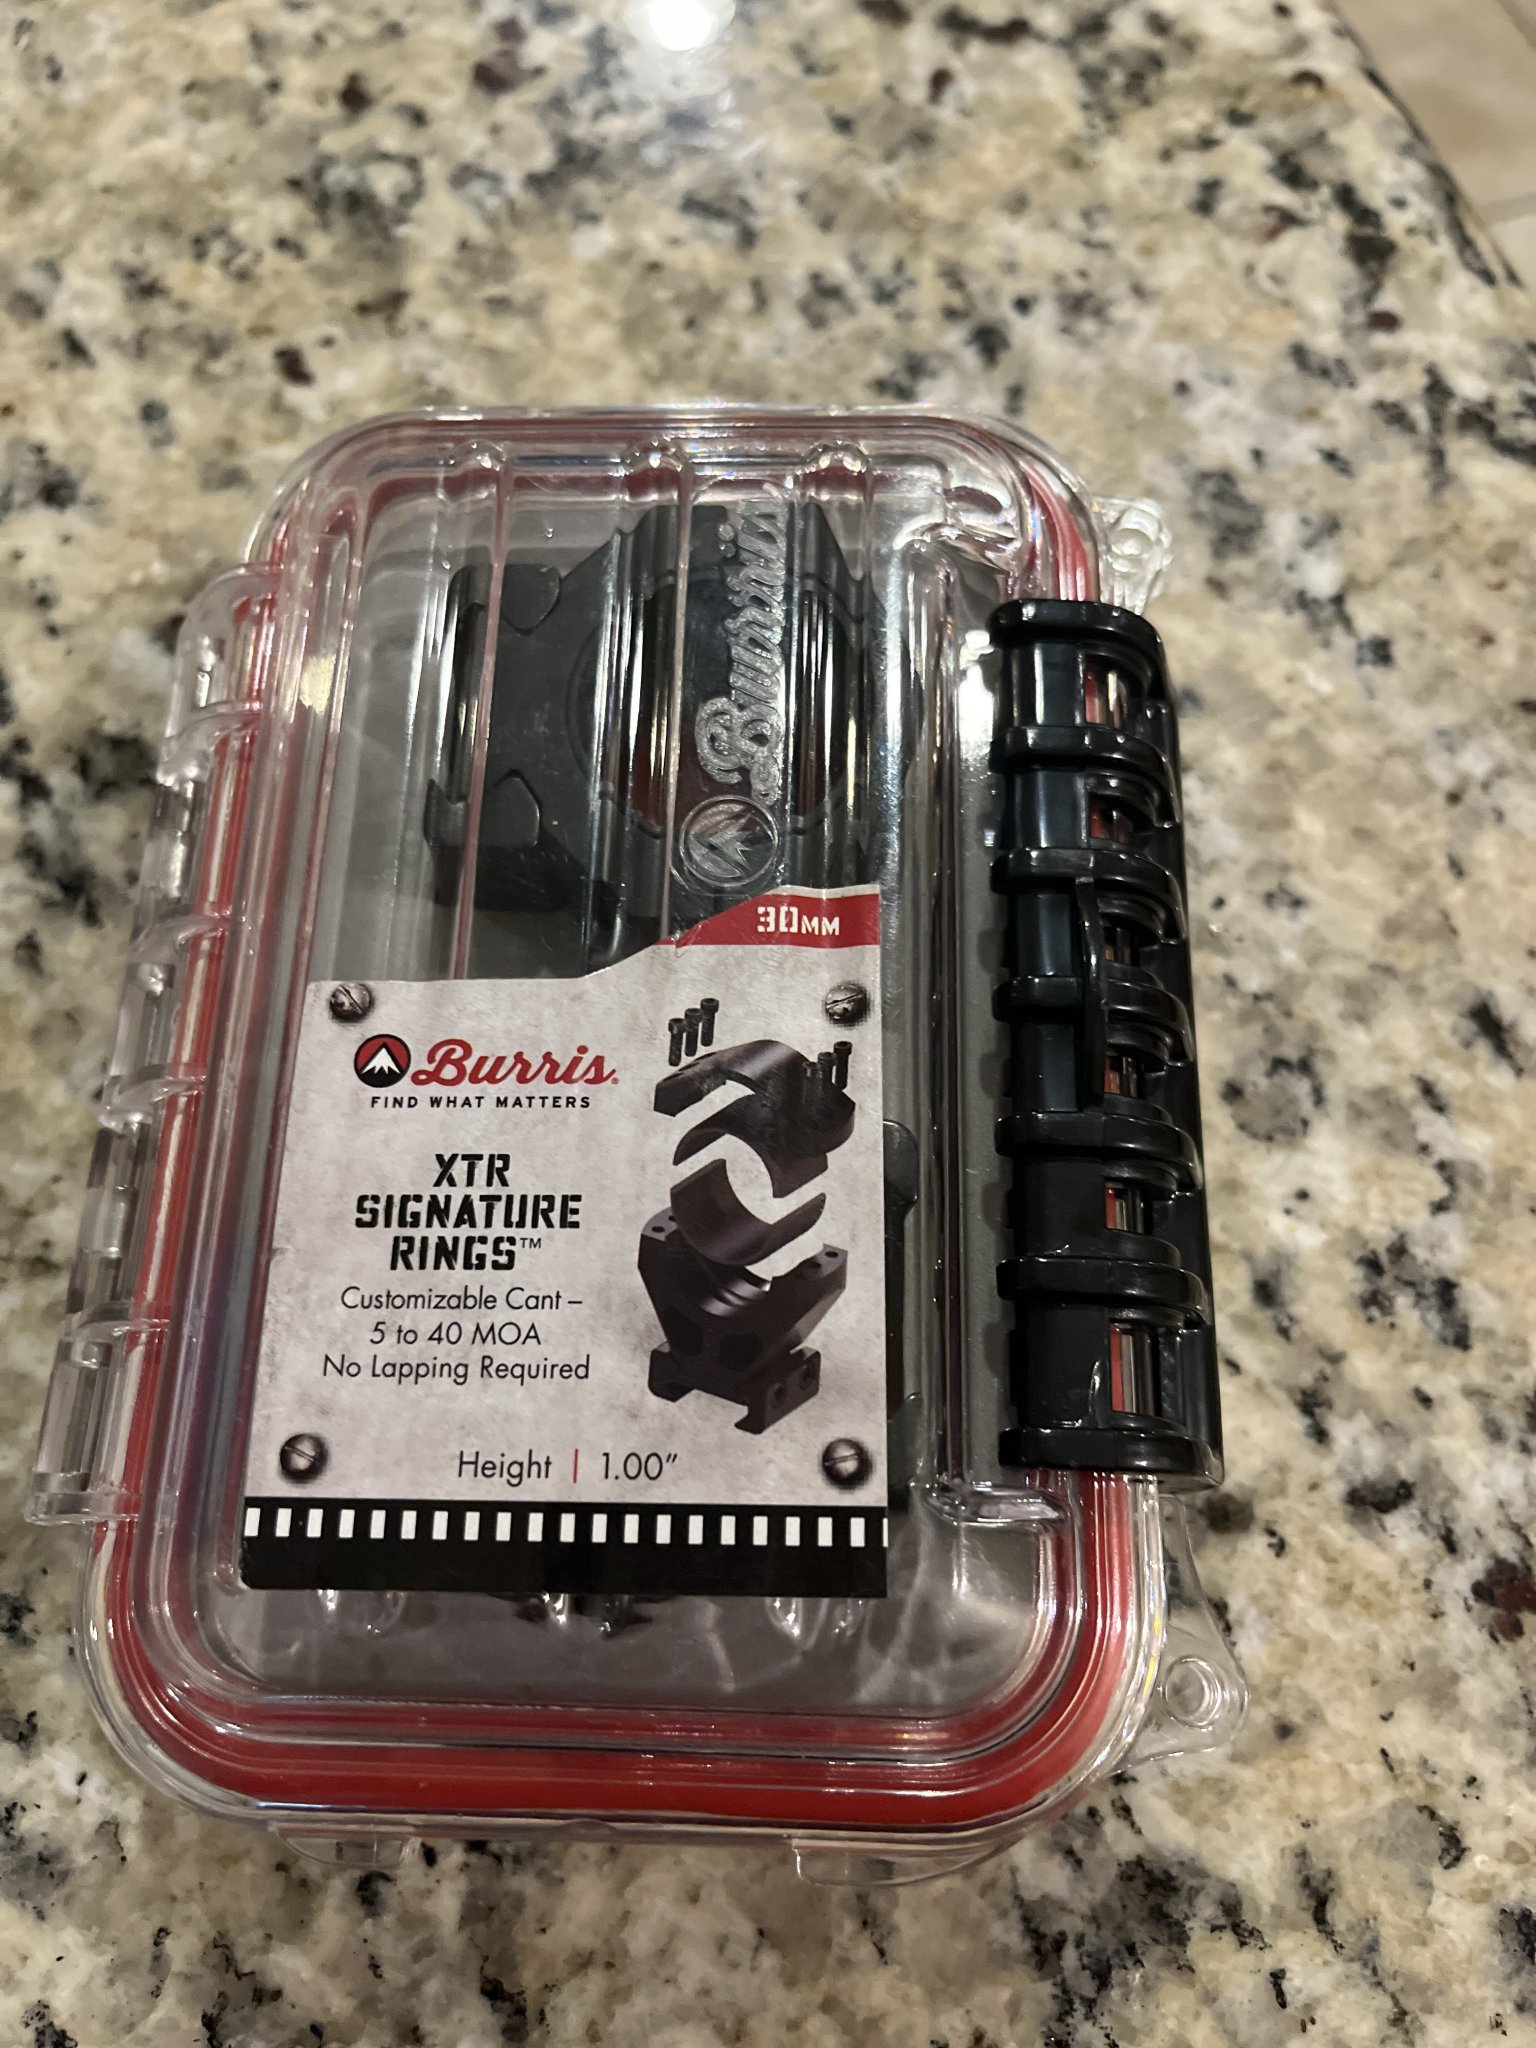 Burris
30MM
Burris
FIND WHAT MATTERS
XTR
SIGNATURE
RINGS™
Customizable Cant –
5 to 40 MOA
No Lapping Required
Height | 1.00"